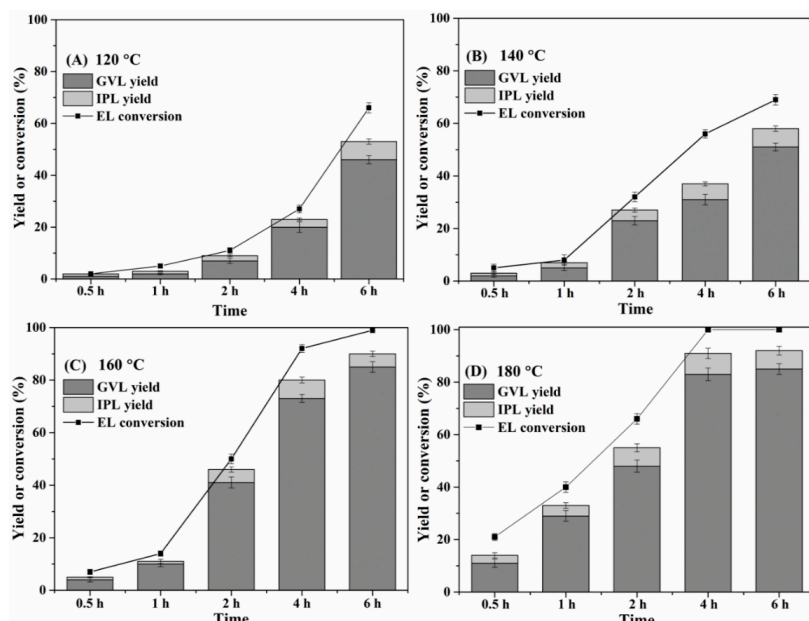 (A) 120 °C
GVL yield
IPL yield
EL conversion
Yield or conversion (%)
100
80
60
40
20
0
0.5 h 1 h 2 h 4 h 6 h
Time
(B) 140 °C
GVL yield
IPL yield
EL conversion
Yield or conversion (%)
100
80
60
40
20
0
0.5 h 1 h 2 h 4 h 6 h
Time
(C) 160 °C
GVL yield
IPL yield
EL conversion
Yield or conversion (%)
100
80
60
40
20
0
0.5 h 1 h 2 h 4 h 6 h
Time
(D) 180 °C
GVL yield
IPL yield
EL conversion
Yield or conversion (%)
100
80
60
40
20
0
0.5 h 1 h 2 h 4 h 6 h
Time